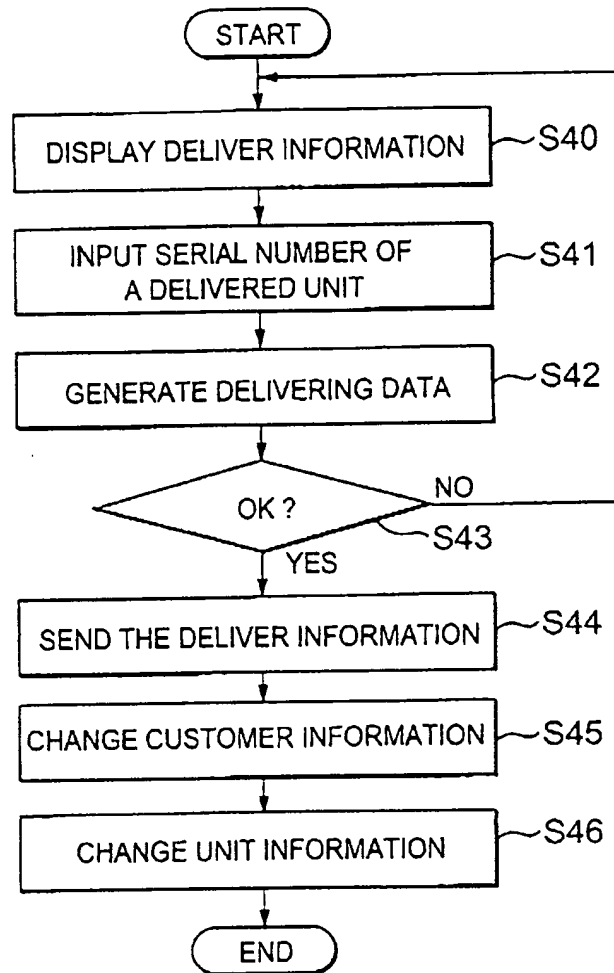 START
DISPLAY DELIVER INFORMATION
S40
INPUT SERIAL NUMBER OF
A DELIVERED UNIT
S41
GENERATE DELIVERING DATA
S42
OK ?
NO
S43
YES
SEND THE DELIVER INFORMATION
S44
CHANGE CUSTOMER INFORMATION
S45
CHANGE UNIT INFORMATION
S46
END